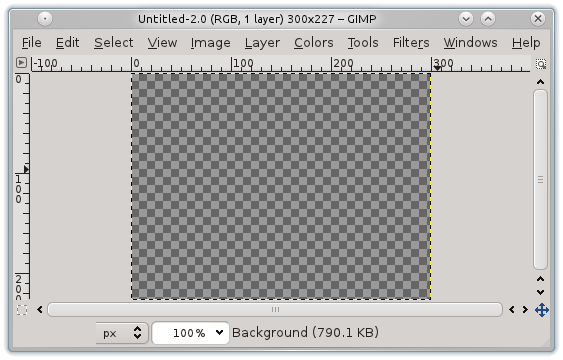 Untitled-2.0 (RGB, 1 layer) 300x227 – GIMP
File Edit Select View Image Layer Colors Tools Filters Windows Help
-100 0 100 200 300
0
100
20
px 100% Background (790.1 KB)